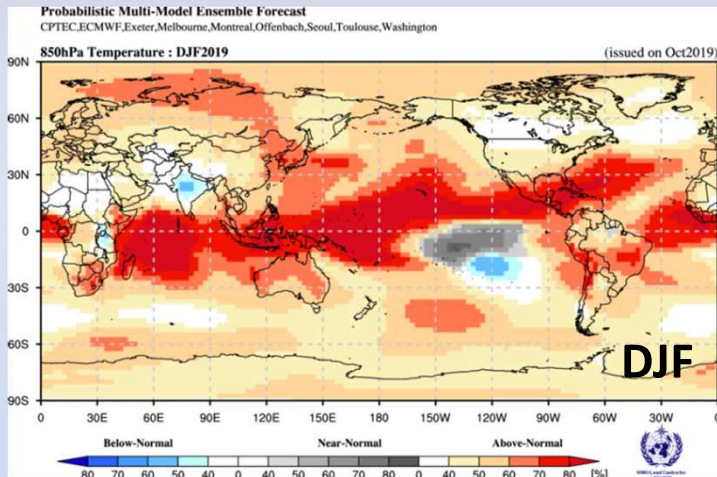 Probabilistic Multi-Model Ensemble Forecast
CPTEC,ECMWF,Exeter,Melbourne,Montreal,Offenbach,Seoul,Toulouse,Washington
850hPa Temperature : DJF2019 (issued on Oct2019)
90N
60N
30N
0
30S
60S
DJF
90S
0 30E 60E 90E 120E 150E 180 150W 120W 90W 60W 30W
Below-Normal Near-Normal Above-Normal
80 70 60 50 40 0 40 50 60 70 0 40 50 60 70 80 [%]